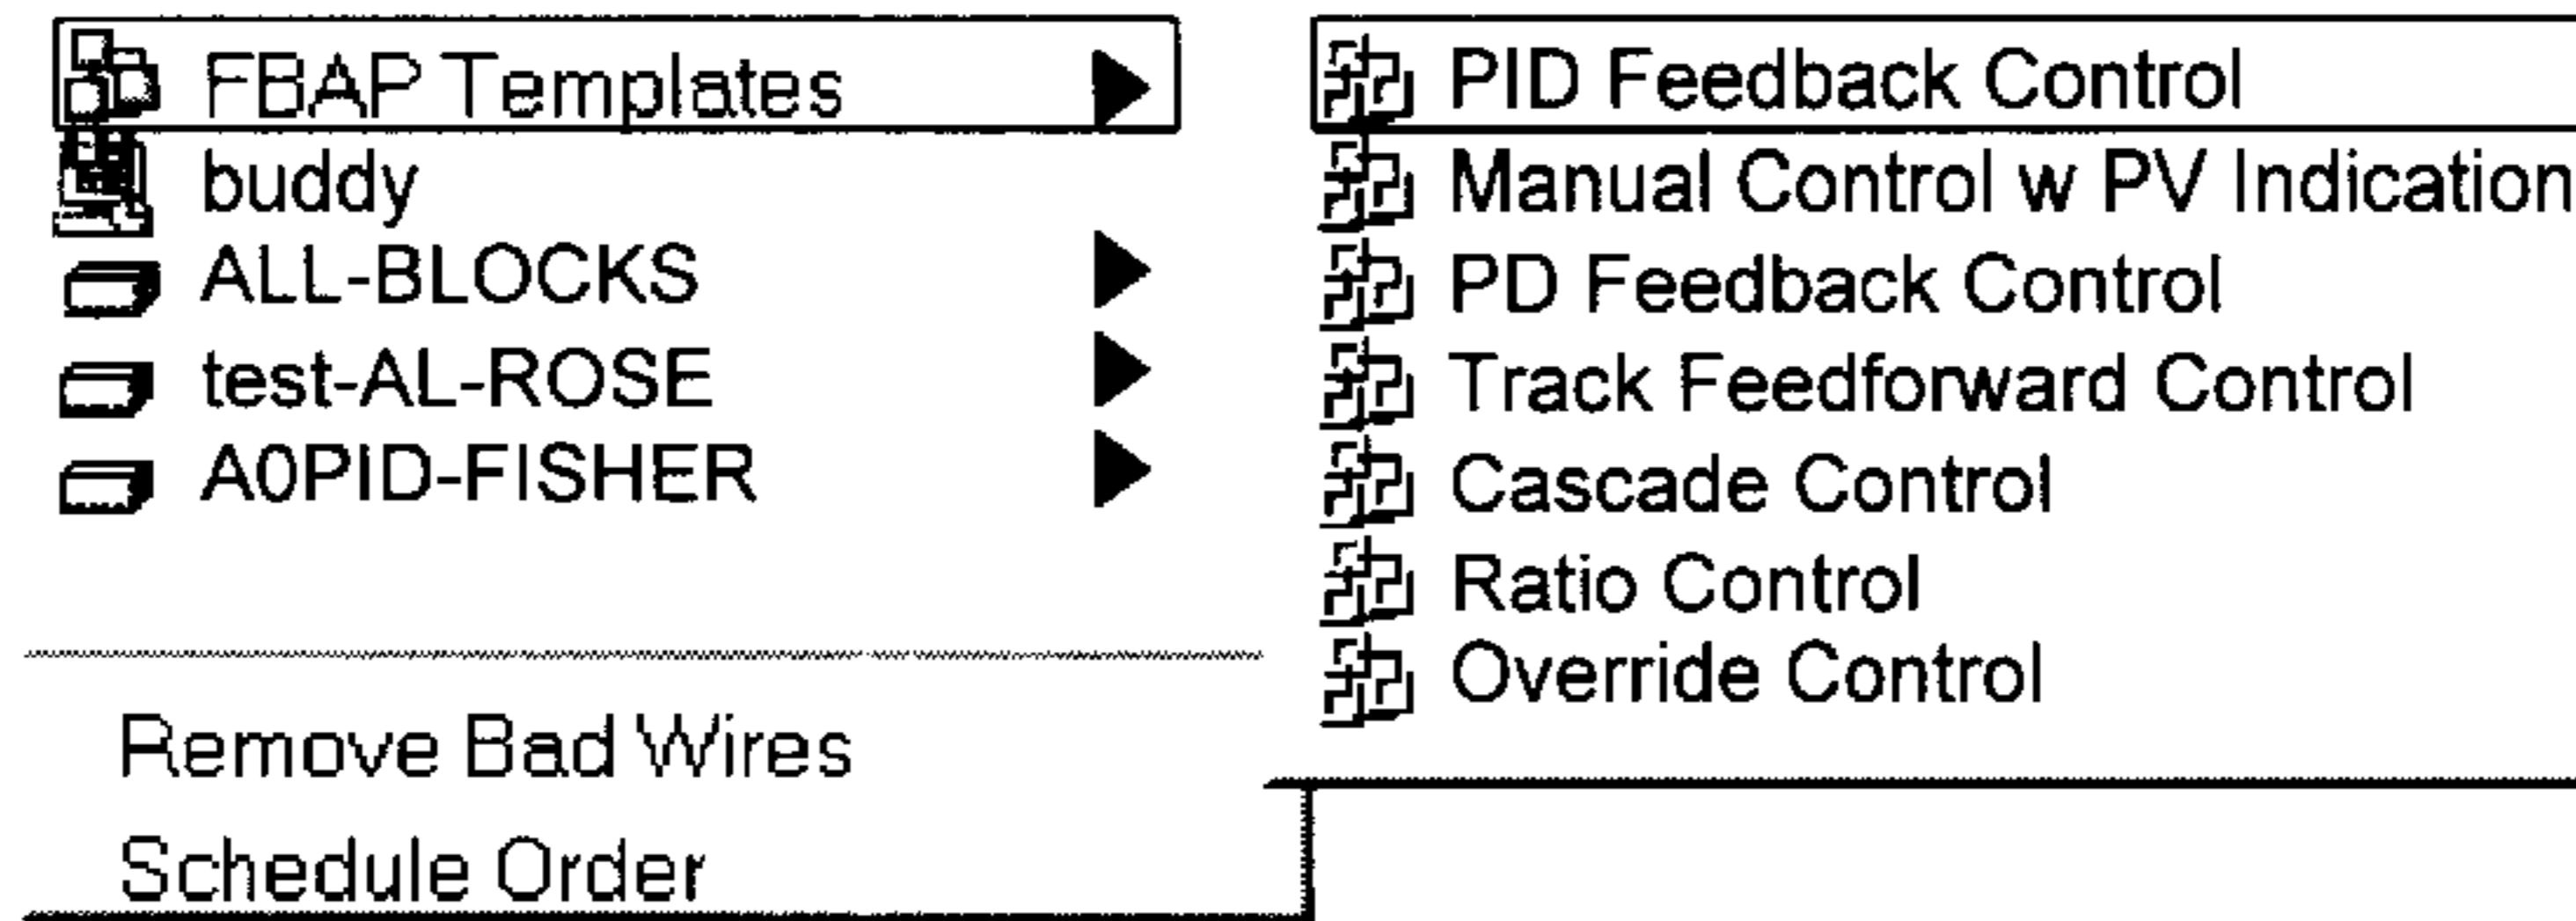 FBAP Templates
buddy
ALL-BLOCKS
test-AL-ROSE
A0PID-FISHER
Remove Bad Wires
Schedule Order
PID Feedback Control
Manual Control w PV Indication
PD Feedback Control
Track Feedforward Control
Cascade Control
Ratio Control
Override Control